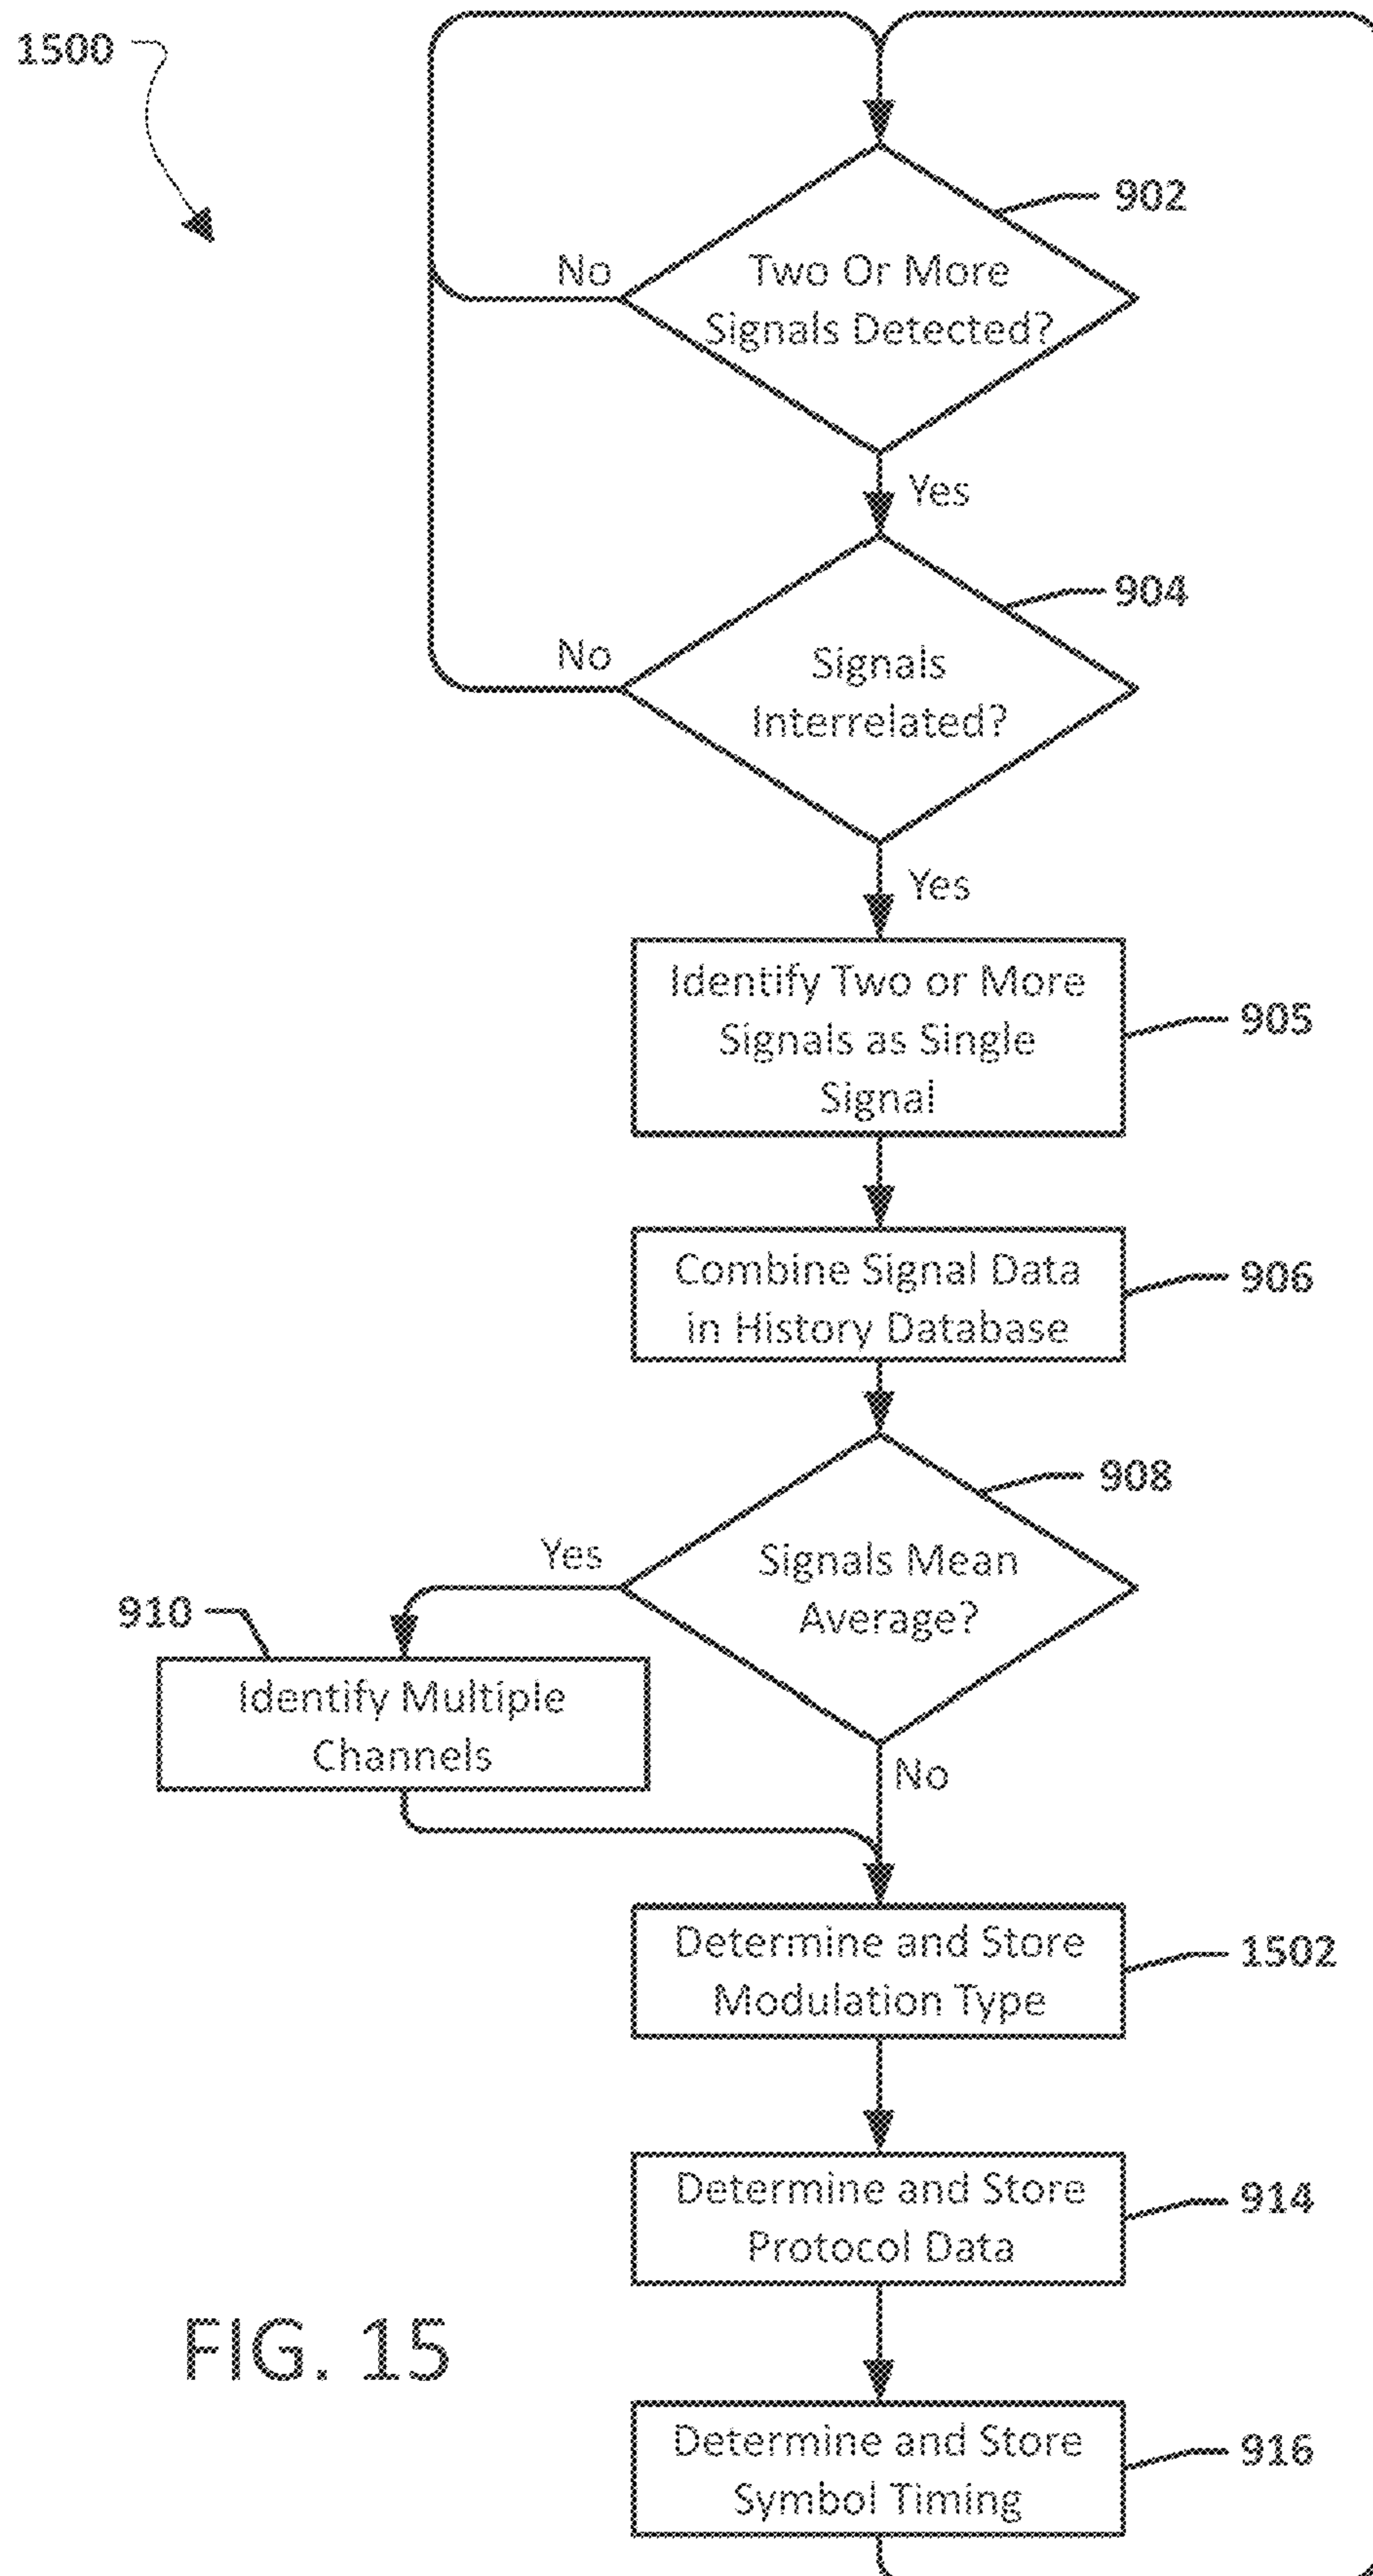 1500
902
No
Two Or More
Signals Detected?
Yes
904
No
Signals
Interrelated?
Yes
Identify Two or More
Signals as Single
Signal
905
Combine Signal Data
in History Database
906
908
Yes
Signals Mean
Average?
910
Identify Multiple
Channels
No
Determine and Store
Modulation Type
1502
Determine and Store
Protocol Data
914
FIG. 15
Determine and Store
Symbol Timing
916